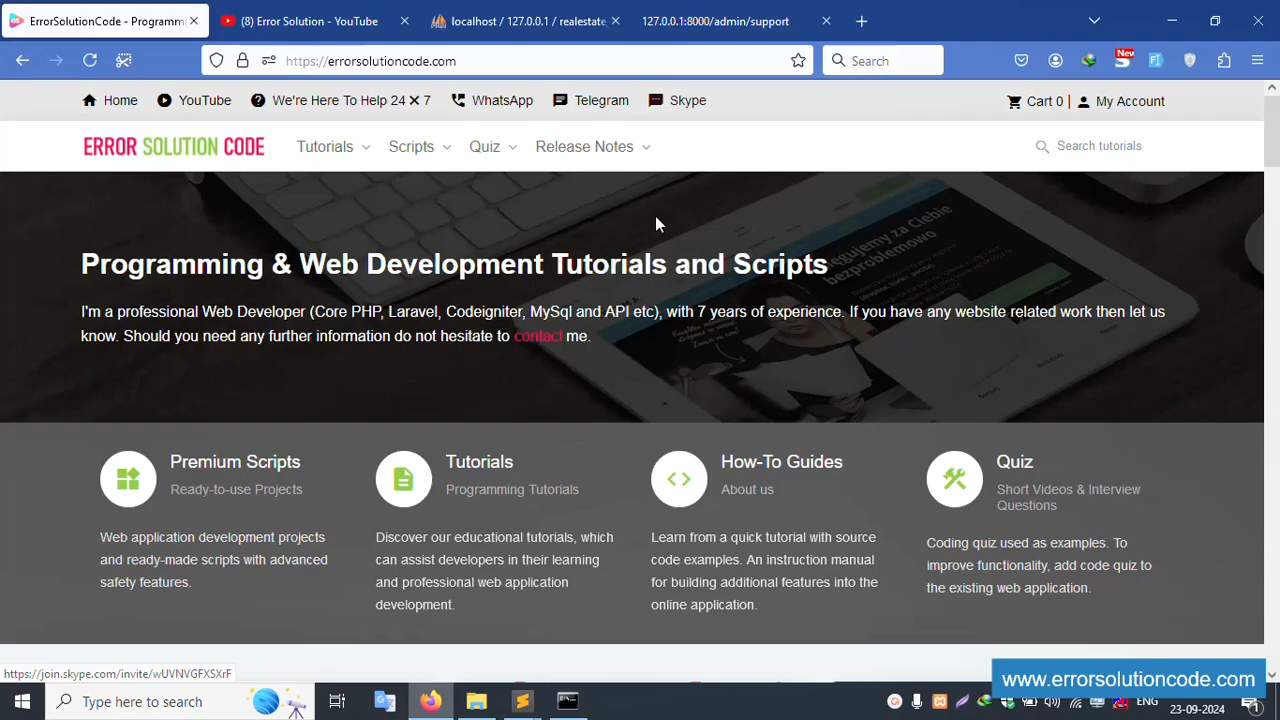 ErrorSolutionCode - Programm
(8) Error Solution - YouTube
localhost / 127.0.0.1 / realestate
127.0.0.1:8000/admin/support
https://errorsolutioncode.com
Search
New
Home
YouTube
We're Here To Help 24 ✕ 7
WhatsApp
Telegram
Skype
Cart 0 |
My Account
ERROR SOLUTION CODE
Tutorials
Scripts
Quiz
Release Notes
Search tutorials
Programming & Web Development Tutorials and Scripts
I'm a professional Web Developer (Core PHP, Laravel, Codeigniter, MySql and API etc), with 7 years of experience. If you have any website related work then let us
know. Should you need any further information do not hesitate to contact me.
Premium Scripts
Ready-to-use Projects
Web application development projects
and ready-made scripts with advanced
safety features.
Tutorials
Programming Tutorials
Discover our educational tutorials, which
can assist developers in their learning
and professional web application
development.
How-To Guides
About us
Learn from a quick tutorial with source
code examples. An instruction manual
for building additional features into the
online application.
Quiz
Short Videos & Interview
Questions
Coding quiz used as examples. To
improve functionality, add code quiz to
the existing web application.
https://join.skype.com/invite/wUVNVGFXSXrF
www.errorsolutioncode.com
Type here to search
ENG
23-09-2024